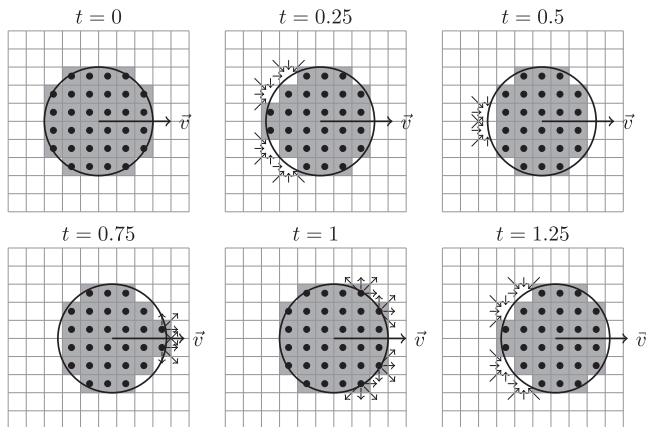 t = 0
t = 0.25
t = 0.5
v⃗
v⃗
v⃗
t = 0.75
t = 1
t = 1.25
v⃗
v⃗
v⃗